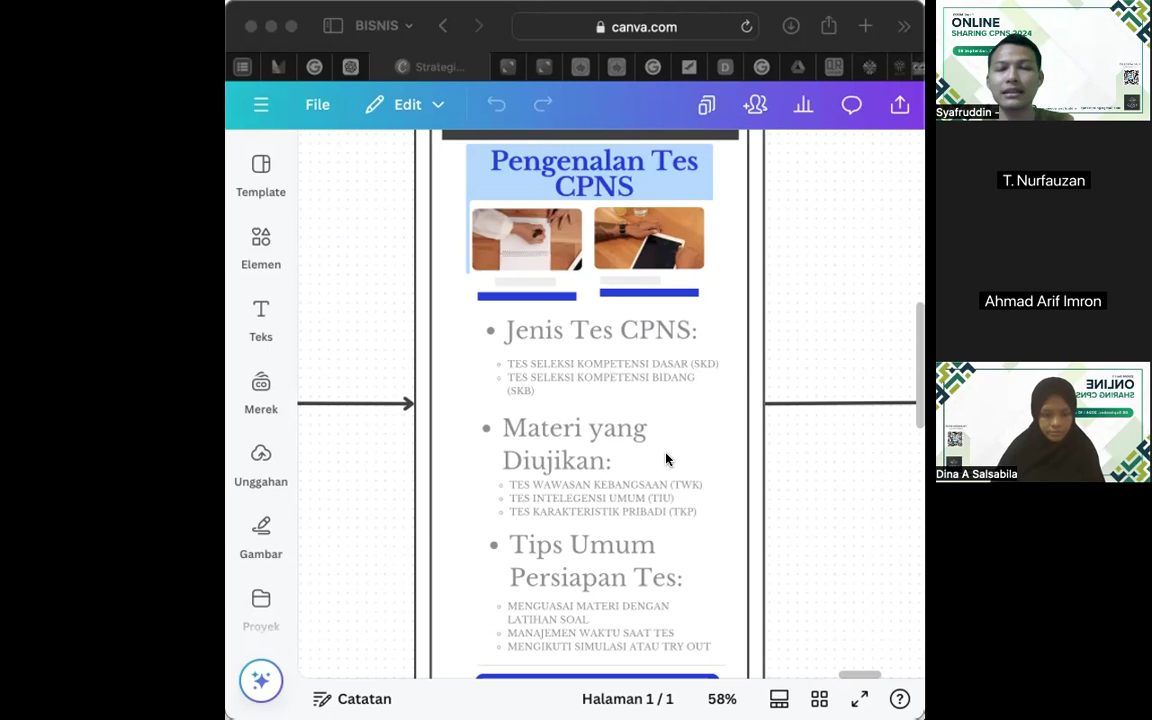 BISNIS
canva.com
Strategi...
File
Edit
Template
Elemen
Teks
Merek
Unggahan
Gambar
Proyek
Pengenalan Tes
CPNS
• Jenis Tes CPNS:
TES SELEKSI KOMPETENSI DASAR (SKD)
TES SELEKSI KOMPETENSI BIDANG
(SKB)
• Materi yang
Diujikan:
TES WAWASAN KEBANGSAAN (TWK)
TES INTELEGENSI UMUM (TIU)
TES KARAKTERISTIK PRIBADI (TKP)
• Tips Umum
Persiapan Tes:
MENGUASAI MATERI DENGAN
LATIHAN SOAL
MANAJEMEN WAKTU SAAT TES
MENGIKUTI SIMULASI ATAU TRY OUT
Catatan
Halaman 1 / 1
58%
ONLINE
SHARING CPNS 2024
Syafruddin -
T. Nurfauzan
Ahmad Arif Imron
ONLINE
SHARING CPNS
Dina A Salsabila